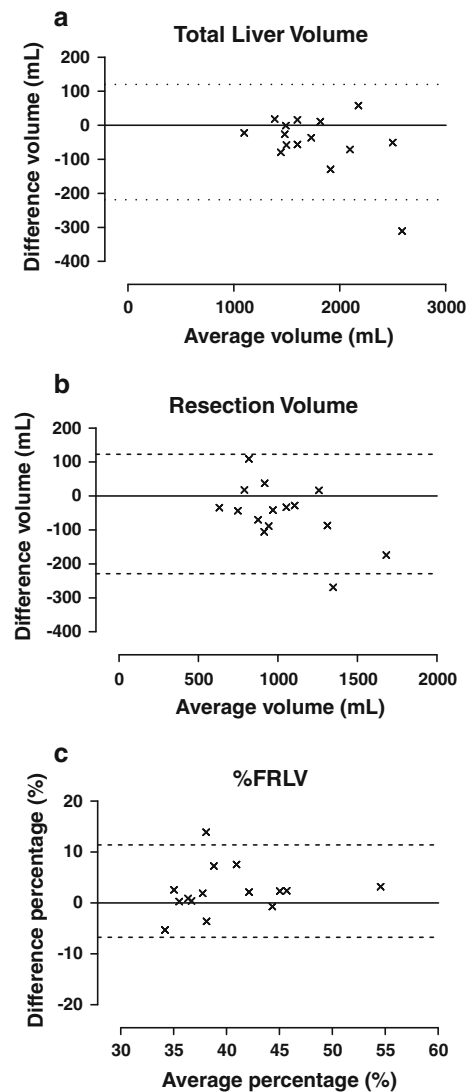 a
Total Liver Volume
Difference volume (mL)
200
100
0
-100
-200
-300
-400
0 1000 2000 3000
Average volume (mL)
b
Resection Volume
Difference volume (mL)
200
100
0
-100
-200
-300
-400
0 500 1000 1500 2000
Average volume (mL)
c
%FRLV
Difference percentage (%)
20
10
0
-10
-20
30 35 40 45 50 55 60
Average percentage (%)